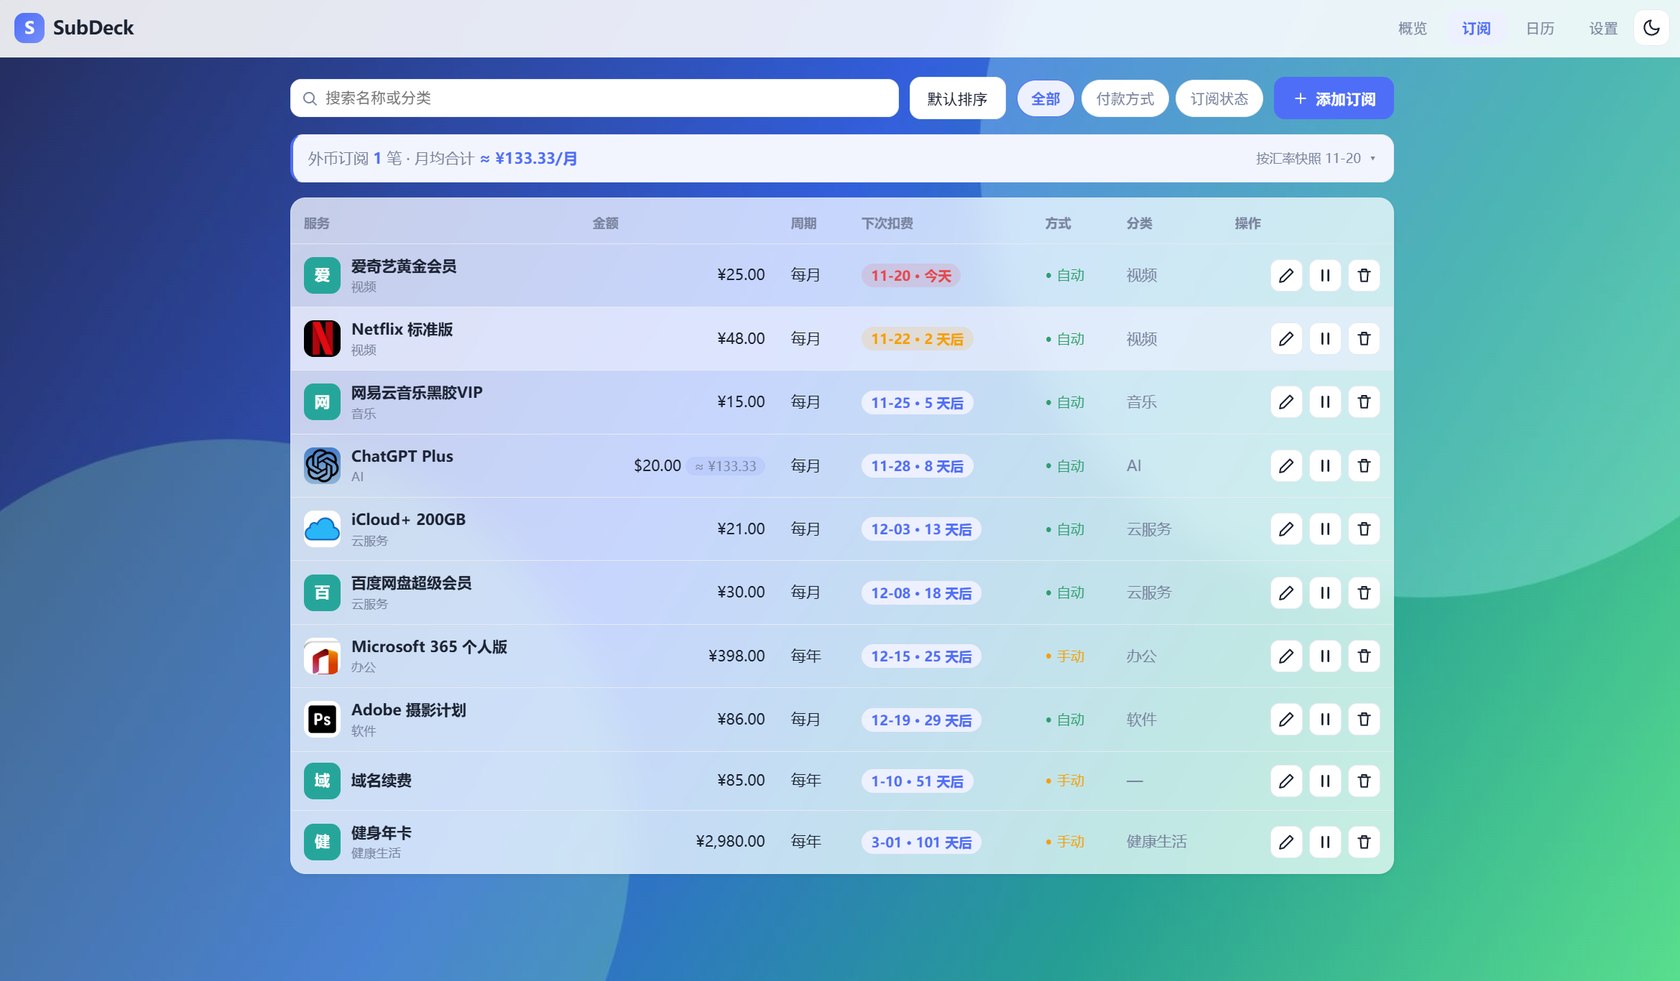 S SubDeck 概览 订阅 日历 设置
搜索名称或分类 默认排序 全部 付款方式 订阅状态 + 添加订阅
外币订阅 1 笔 · 月均合计 ≈ ¥133.33/月 按汇率快照 11-20 ▾
服务 金额 周期 下次扣费 方式 分类 操作
爱 爱奇艺黄金会员 ¥25.00 每月 11-20 • 今天 • 自动 视频
视频
Netflix 标准版 ¥48.00 每月 11-22 • 2 天后 • 自动 视频
视频
网 网易云音乐黑胶VIP ¥15.00 每月 11-25 • 5 天后 • 自动 音乐
音乐
ChatGPT Plus $20.00 ≈ ¥133.33 每月 11-28 • 8 天后 • 自动 AI
AI
iCloud+ 200GB ¥21.00 每月 12-03 • 13 天后 • 自动 云服务
云服务
百 百度网盘超级会员 ¥30.00 每月 12-08 • 18 天后 • 自动 云服务
云服务
Microsoft 365 个人版 ¥398.00 每年 12-15 • 25 天后 • 手动 办公
办公
Ps Adobe 摄影计划 ¥86.00 每月 12-19 • 29 天后 • 自动 软件
软件
域 域名续费 ¥85.00 每年 1-10 • 51 天后 • 手动 —
健 健身年卡 ¥2,980.00 每年 3-01 • 101 天后 • 手动 健康生活
健康生活